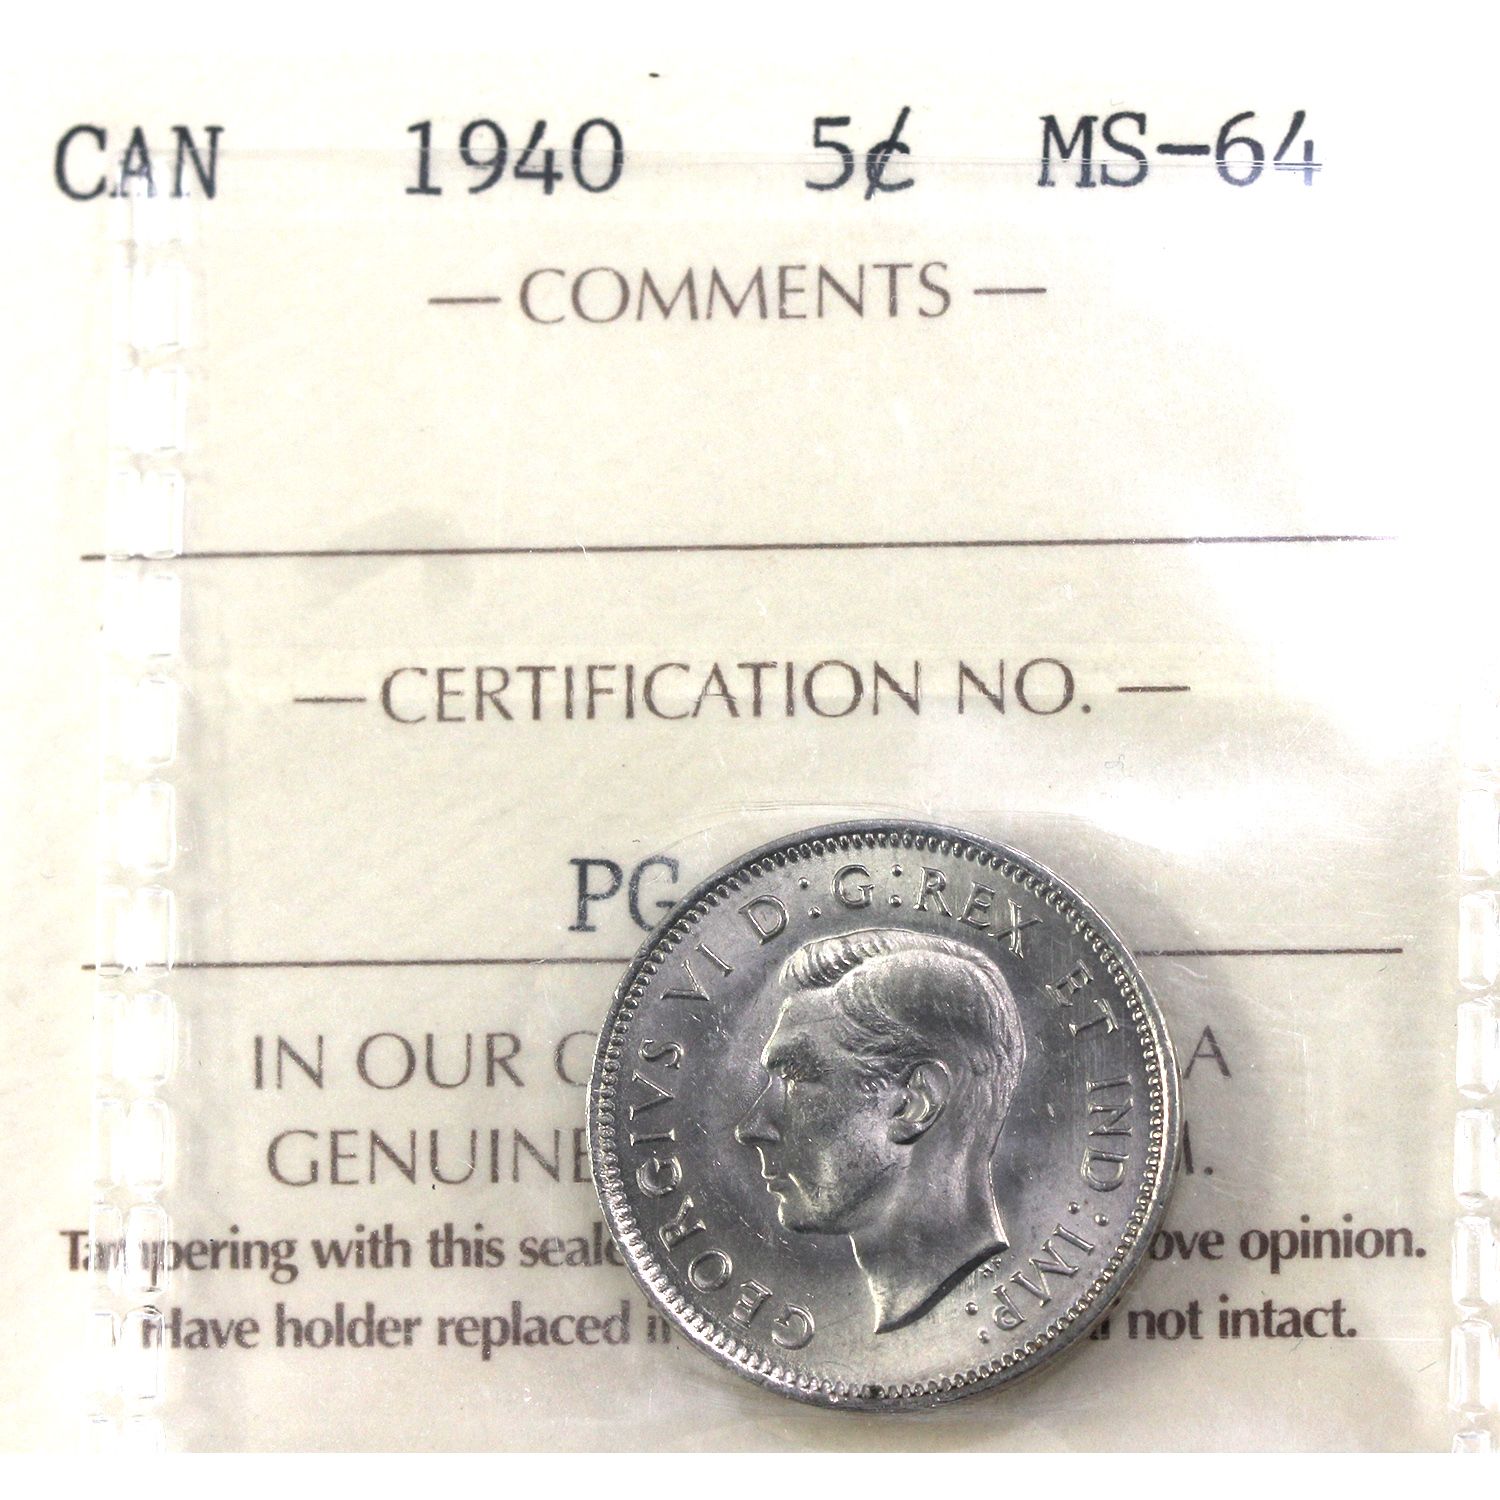 CAN 1940 5¢ MS-64
— COMMENTS —
— CERTIFICATION NO. —
PG
IN OUR A
GENUINE
Tampering with this opinion.
Have holder replaced not intact.
GEORGIVS VI D:G:REX ET IND:IMP: